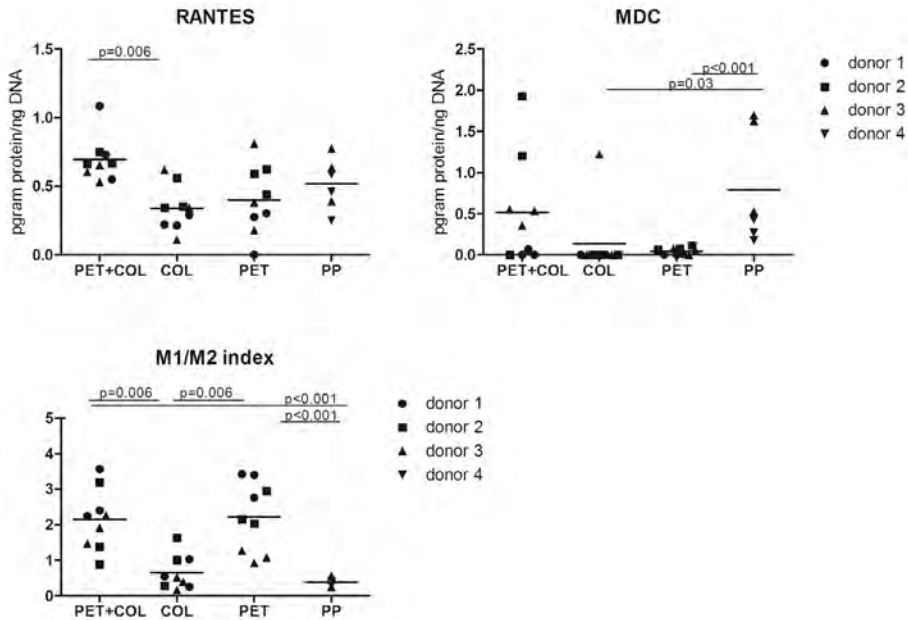 RANTES
pgram protein/ng DNA
1.5
1.0
0.5
0.0
p=0.006
PET+COL COL PET PP
MDC
pgram protein/ng DNA
2.5
2.0
1.5
1.0
0.5
0.0
p<0.001
p=0.03
PET+COL COL PET PP
donor 1
donor 2
donor 3
donor 4
M1/M2 index
5
4
3
2
1
0
p=0.006 p=0.006
p<0.001
p<0.001
PET+COL COL PET PP
donor 1
donor 2
donor 3
donor 4